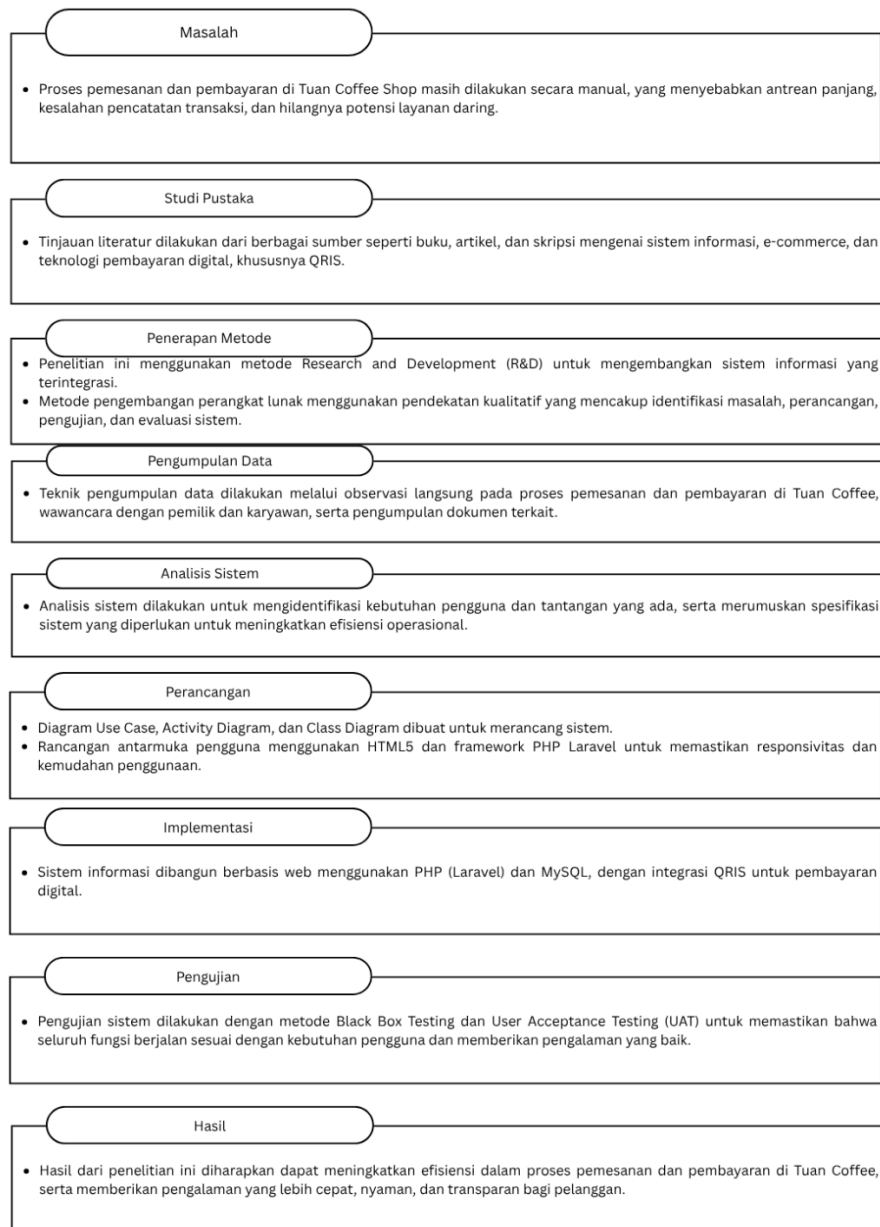 Masalah
• Proses pemesanan dan pembayaran di Tuan Coffee Shop masih dilakukan secara manual, yang menyebabkan antrean panjang,
kesalahan pencatatan transaksi, dan hilangnya potensi layanan daring.
Studi Pustaka
• Tinjauan literatur dilakukan dari berbagai sumber seperti buku, artikel, dan skripsi mengenai sistem informasi, e-commerce, dan
teknologi pembayaran digital, khususnya QRIS.
Penerapan Metode
• Penelitian ini menggunakan metode Research and Development (R&D) untuk mengembangkan sistem informasi yang
terintegrasi.
• Metode pengembangan perangkat lunak menggunakan pendekatan kualitatif yang mencakup identifikasi masalah, perancangan,
pengujian, dan evaluasi sistem.
Pengumpulan Data
• Teknik pengumpulan data dilakukan melalui observasi langsung pada proses pemesanan dan pembayaran di Tuan Coffee,
wawancara dengan pemilik dan karyawan, serta pengumpulan dokumen terkait.
Analisis Sistem
• Analisis sistem dilakukan untuk mengidentifikasi kebutuhan pengguna dan tantangan yang ada, serta merumuskan spesifikasi
sistem yang diperlukan untuk meningkatkan efisiensi operasional.
Perancangan
• Diagram Use Case, Activity Diagram, dan Class Diagram dibuat untuk merancang sistem.
• Rancangan antarmuka pengguna menggunakan HTML5 dan framework PHP Laravel untuk memastikan responsivitas dan
kemudahan penggunaan.
Implementasi
• Sistem informasi dibangun berbasis web menggunakan PHP (Laravel) dan MySQL, dengan integrasi QRIS untuk pembayaran
digital.
Pengujian
• Pengujian sistem dilakukan dengan metode Black Box Testing dan User Acceptance Testing (UAT) untuk memastikan bahwa
seluruh fungsi berjalan sesuai dengan kebutuhan pengguna dan memberikan pengalaman yang baik.
Hasil
• Hasil dari penelitian ini diharapkan dapat meningkatkan efisiensi dalam proses pemesanan dan pembayaran di Tuan Coffee,
serta memberikan pengalaman yang lebih cepat, nyaman, dan transparan bagi pelanggan.